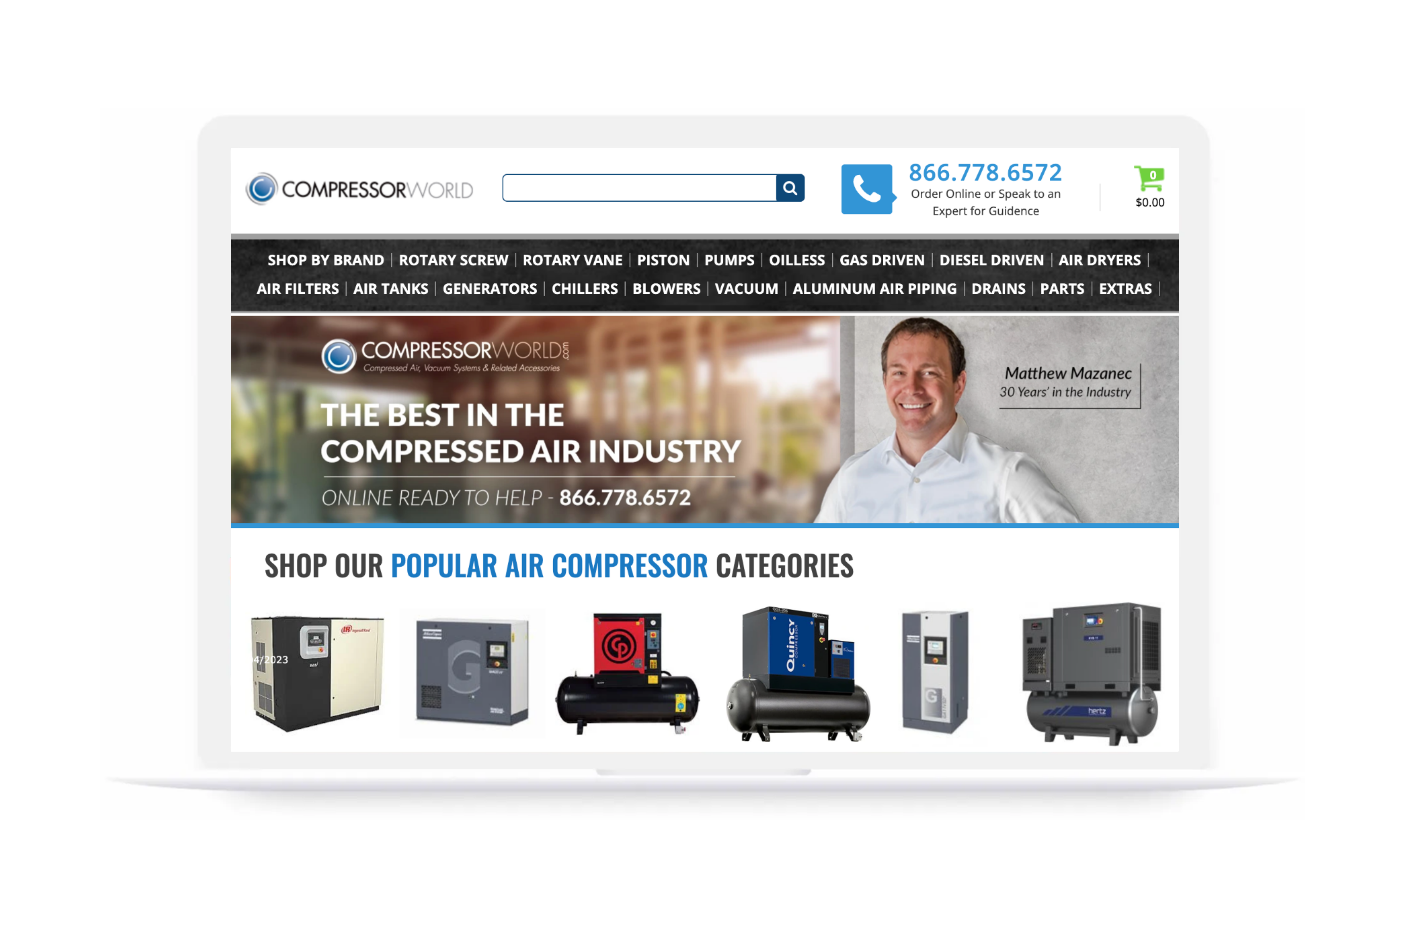 COMPRESSORWORLD
866.778.6572
Order Online or Speak to an
Expert for Guidence
0
$0.00
SHOP BY BRAND | ROTARY SCREW | ROTARY VANE | PISTON | PUMPS | OILLESS | GAS DRIVEN | DIESEL DRIVEN | AIR DRYERS |
AIR FILTERS | AIR TANKS | GENERATORS | CHILLERS | BLOWERS | VACUUM | ALUMINUM AIR PIPING | DRAINS | PARTS | EXTRAS |
COMPRESSORWORLD.com
Compressed Air, Vacuum Systems & Related Accessories
THE BEST IN THE
COMPRESSED AIR INDUSTRY
ONLINE READY TO HELP - 866.778.6572
Matthew Mazanec
30 Years' in the Industry
SHOP OUR POPULAR AIR COMPRESSOR CATEGORIES
4/2023
G
CP
Quincy
G
hertz